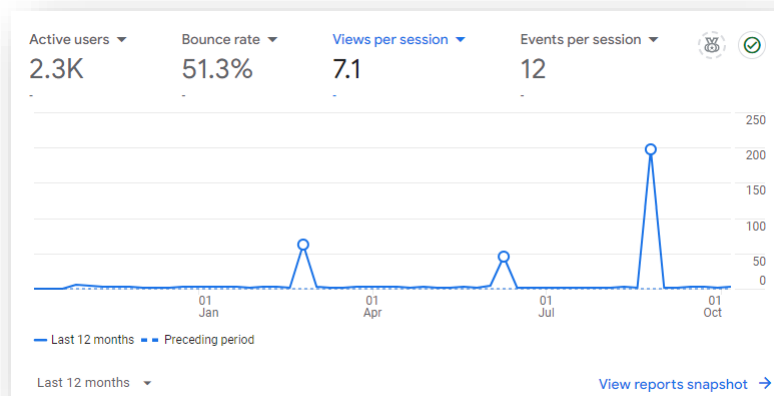 Active users Bounce rate Views per session Events per session
2.3K 51.3% 7.1 12
- - - -
250
200
150
100
50
0
01 01 01 01
Jan Apr Jul Oct
Last 12 months Preceding period
Last 12 months View reports snapshot